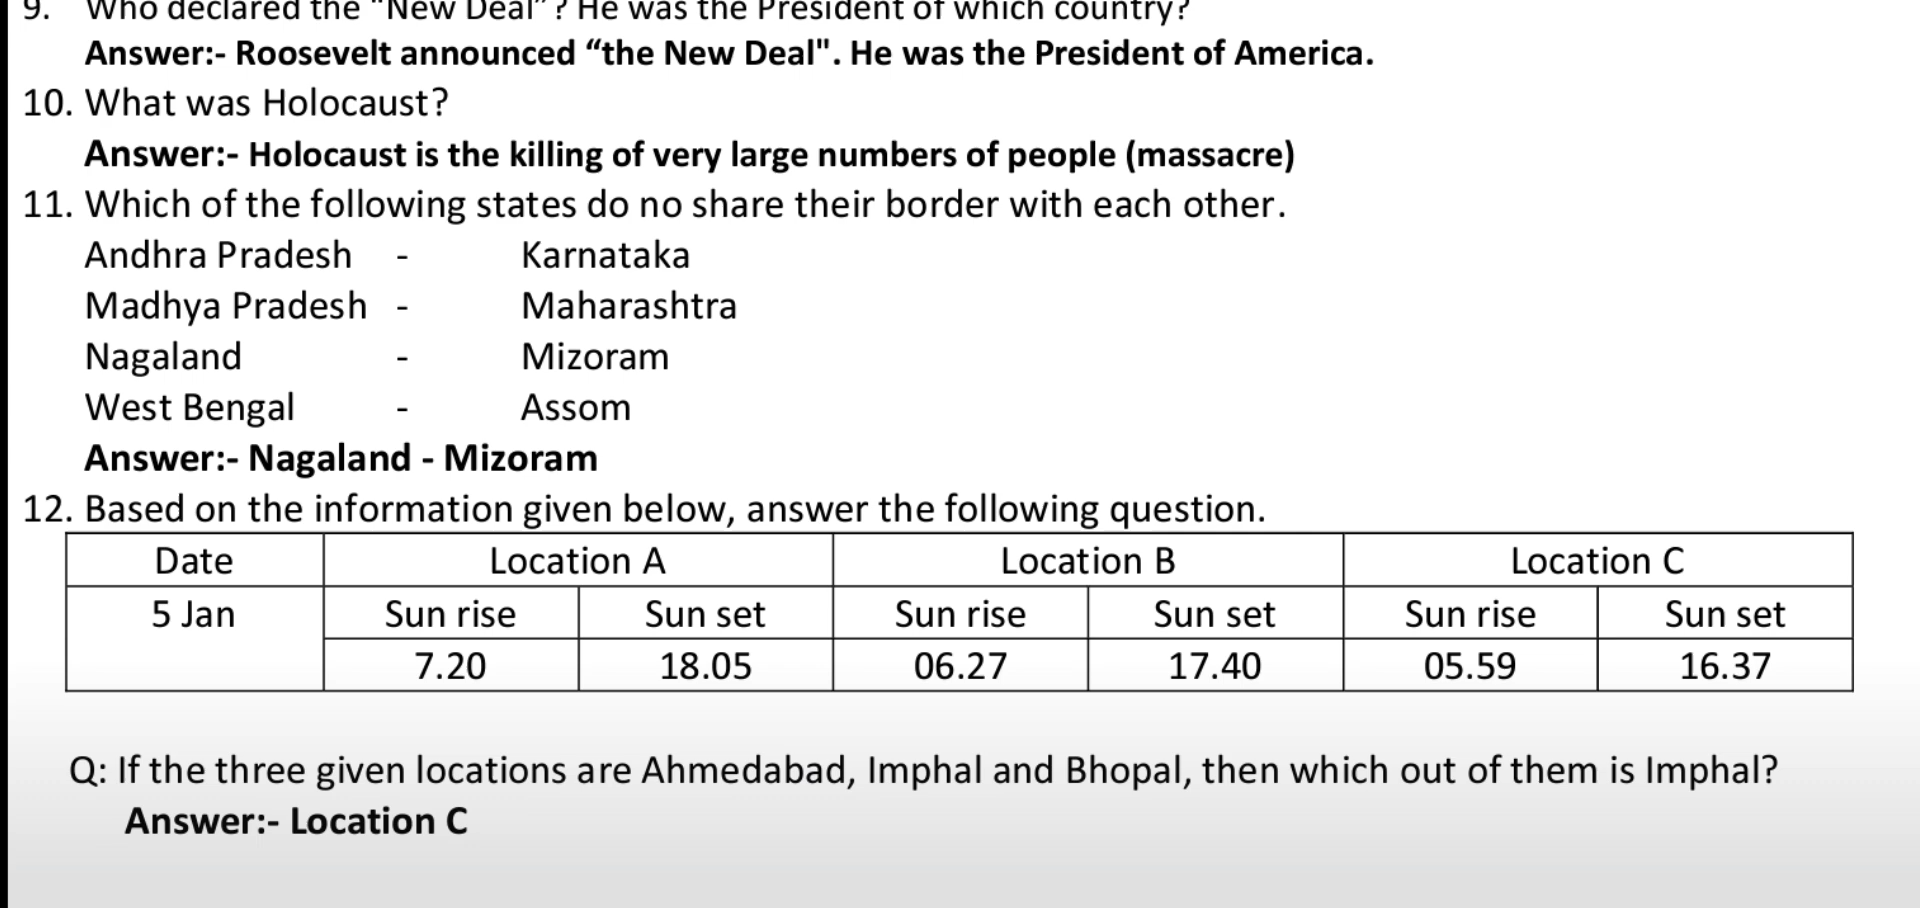 9. Who declared the "New Deal"? He was the President of which country?
Answer:- Roosevelt announced “the New Deal". He was the President of America.
10. What was Holocaust?
Answer:- Holocaust is the killing of very large numbers of people (massacre)
11. Which of the following states do no share their border with each other.
Andhra Pradesh - Karnataka
Madhya Pradesh - Maharashtra
Nagaland - Mizoram
West Bengal - Assom
Answer:- Nagaland - Mizoram
12. Based on the information given below, answer the following question.
Date Location A Location B Location C
5 Jan Sun rise Sun set Sun rise Sun set Sun rise Sun set
7.20 18.05 06.27 17.40 05.59 16.37
Q: If the three given locations are Ahmedabad, Imphal and Bhopal, then which out of them is Imphal?
Answer:- Location C